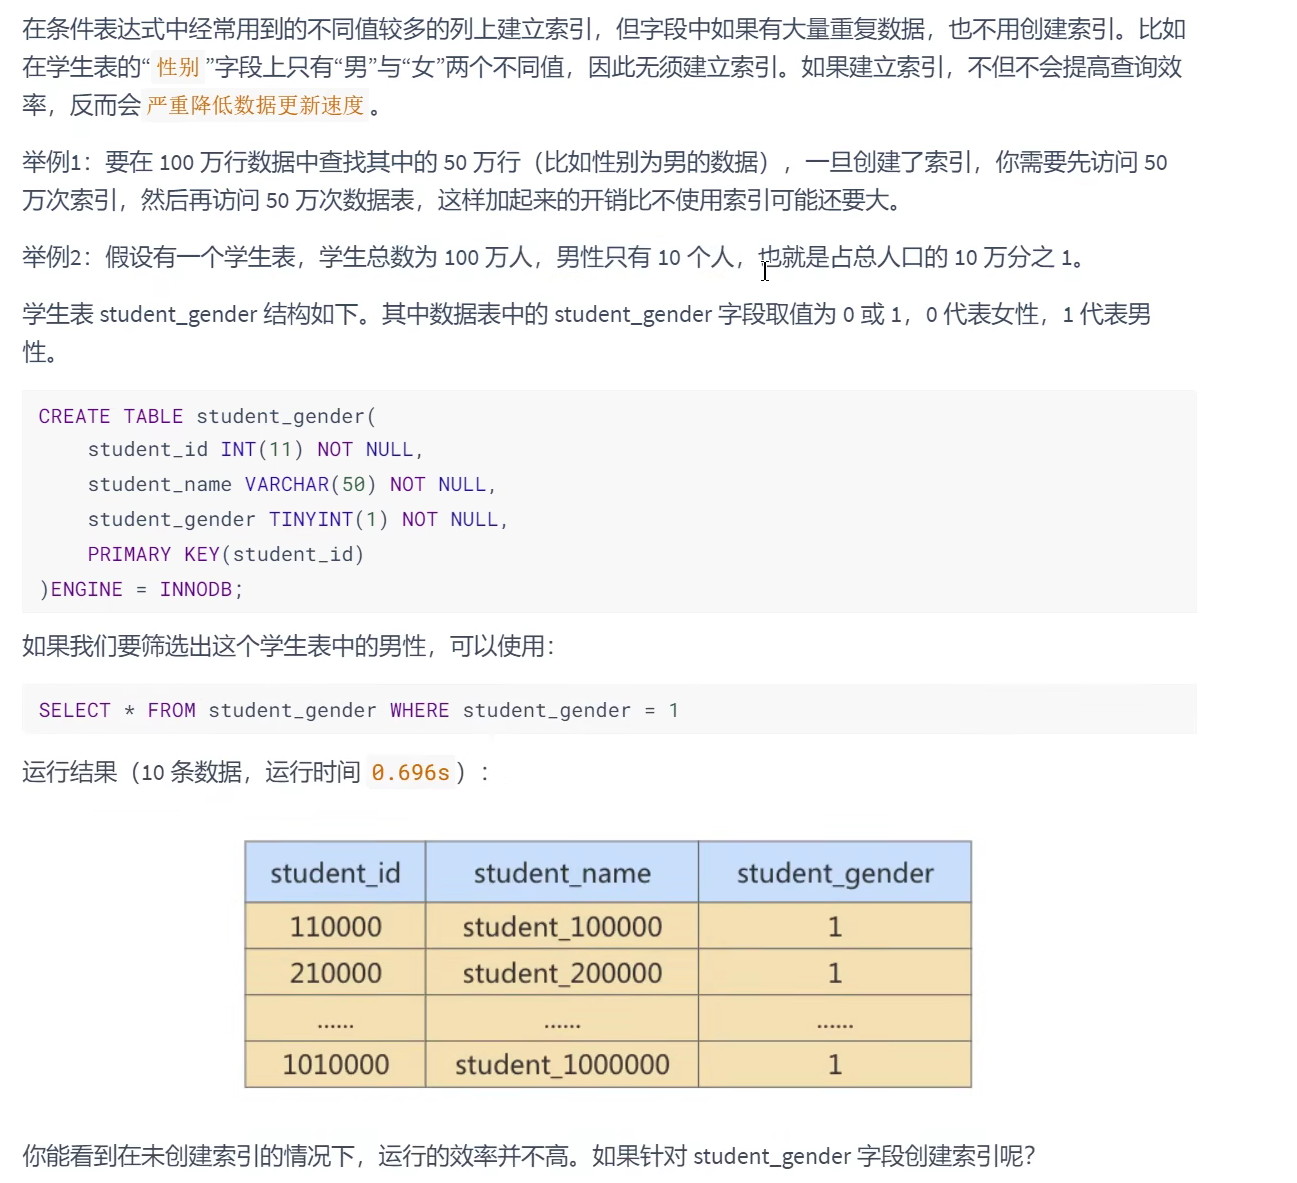 在条件表达式中经常用到的不同值较多的列上建立索引，但字段中如果有大量重复数据，也不用创建索引。比如
在学生表的“性别”字段上只有“男”与“女”两个不同值，因此无须建立索引。如果建立索引，不但不会提高查询效
率，反而会严重降低数据更新速度。
举例1：要在 100 万行数据中查找其中的 50 万行（比如性别为男的数据），一旦创建了索引，你需要先访问 50
万次索引，然后再访问 50 万次数据表，这样加起来的开销比不使用索引可能还要大。
举例2：假设有一个学生表，学生总数为 100 万人，男性只有 10 个人，也就是占总人口的 10 万分之 1。
学生表 student_gender 结构如下。其中数据表中的 student_gender 字段取值为 0 或 1，0 代表女性，1 代表男
性。
CREATE TABLE student_gender(
    student_id INT(11) NOT NULL,
    student_name VARCHAR(50) NOT NULL,
    student_gender TINYINT(1) NOT NULL,
    PRIMARY KEY(student_id)
)ENGINE = INNODB;
如果我们要筛选出这个学生表中的男性，可以使用：
SELECT * FROM student_gender WHERE student_gender = 1
运行结果（10 条数据，运行时间 0.696s）：
student_id student_name student_gender
110000 student_100000 1
210000 student_200000 1
...... ...... ......
1010000 student_1000000 1
你能看到在未创建索引的情况下，运行的效率并不高。如果针对 student_gender 字段创建索引呢？